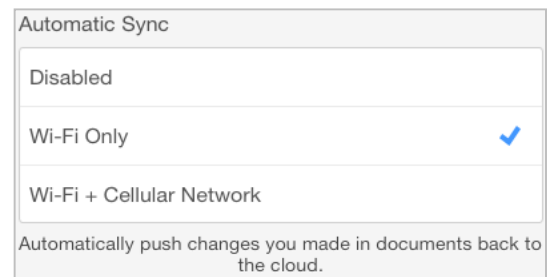 Automatic Sync
Disabled
Wi-Fi Only
Wi-Fi + Cellular Network
Automatically push changes you made in documents back to
the cloud.